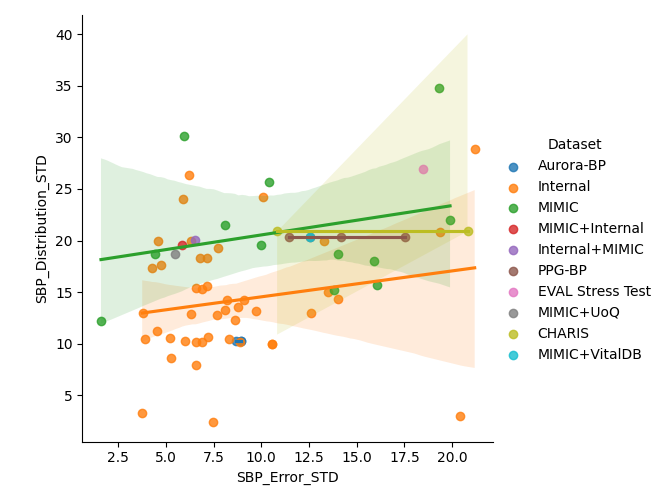 40
35
30
25
20
15
10
5
SBP_Distribution_STD
2.5 5.0 7.5 10.0 12.5 15.0 17.5 20.0
SBP_Error_STD
Dataset
Aurora-BP
Internal
MIMIC
MIMIC+Internal
Internal+MIMIC
PPG-BP
EVAL Stress Test
MIMIC+UoQ
CHARIS
MIMIC+VitalDB